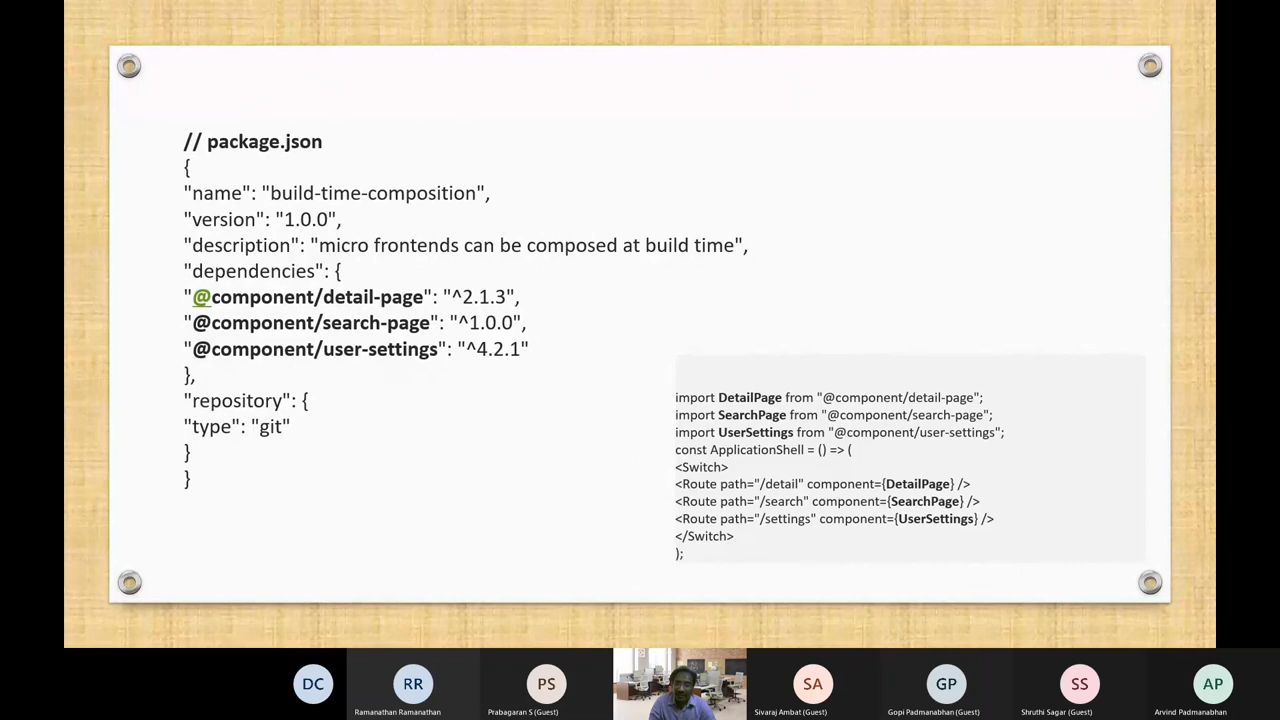 // package.json
{
"name": "build-time-composition",
"version": "1.0.0",
"description": "micro frontends can be composed at build time",
"dependencies": {
"@component/detail-page": "^2.1.3",
"@component/search-page": "^1.0.0",
"@component/user-settings": "^4.2.1"
},
"repository": {
"type": "git"
}
}
import DetailPage from "@component/detail-page";
import SearchPage from "@component/search-page";
import UserSettings from "@component/user-settings";
const ApplicationShell = () => (
<Switch>
<Route path="/detail" component={DetailPage} />
<Route path="/search" component={SearchPage} />
<Route path="/settings" component={UserSettings} />
</Switch>
);
DC
RR
PS
SA
GP
SS
AP
Ramanathan Ramanathan
Prabagaran S (Guest)
Sivaraj Ambat (Guest)
Gopi Padmanabhan (Guest)
Shruthi Sagar (Guest)
Arvind Padmanabhan